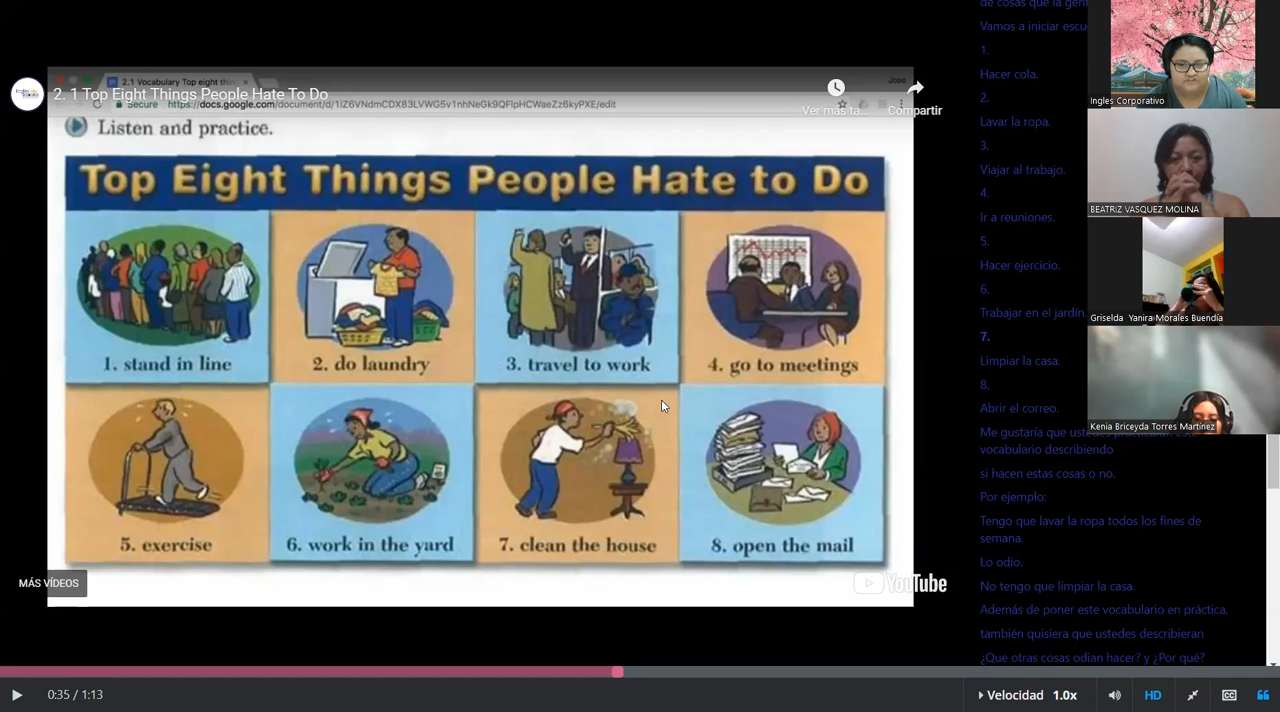 2.1 Vocabulary Top eight thin
Jose
2. 1 Top Eight Things People Hate To Do
Secure
https://docs.google.com/document/d/1iZ6VNdmCDX83LVWG5v1nhNeGk9QFlpHCWaeZz6kyPXE/edit
Ver más ta...
Compartir
Listen and practice.
Top Eight Things People Hate to Do
1. stand in line
2. do laundry
3. travel to work
4. go to meetings
5. exercise
6. work in the yard
7. clean the house
8. open the mail
MÁS VÍDEOS
YouTube
de cosas que la gent
Vamos a iniciar escu
1.
Hacer cola.
2.
Lavar la ropa.
3.
Viajar al trabajo.
4.
Ir a reuniones.
5.
Hacer ejercicio.
6.
Trabajar en el jardín.
7.
Limpiar la casa.
8.
Abrir el correo.
Me gustaría que ustedes
vocabulario describiendo
si hacen estas cosas o no.
Por ejemplo:
Tengo que lavar la ropa todos los fines de
semana.
Lo odio.
No tengo que limpiar la casa.
Además de poner este vocabulario en práctica,
también quisiera que ustedes describieran
¿Que otras cosas odian hacer? y ¿Por qué?
Ingles Corporativo
BEATRIZ VASQUEZ MOLINA
Griselda Yanira Morales Buendía
Kenia Briceyda Torres Martínez
0:35 / 1:13
Velocidad 1.0x
HD
CC